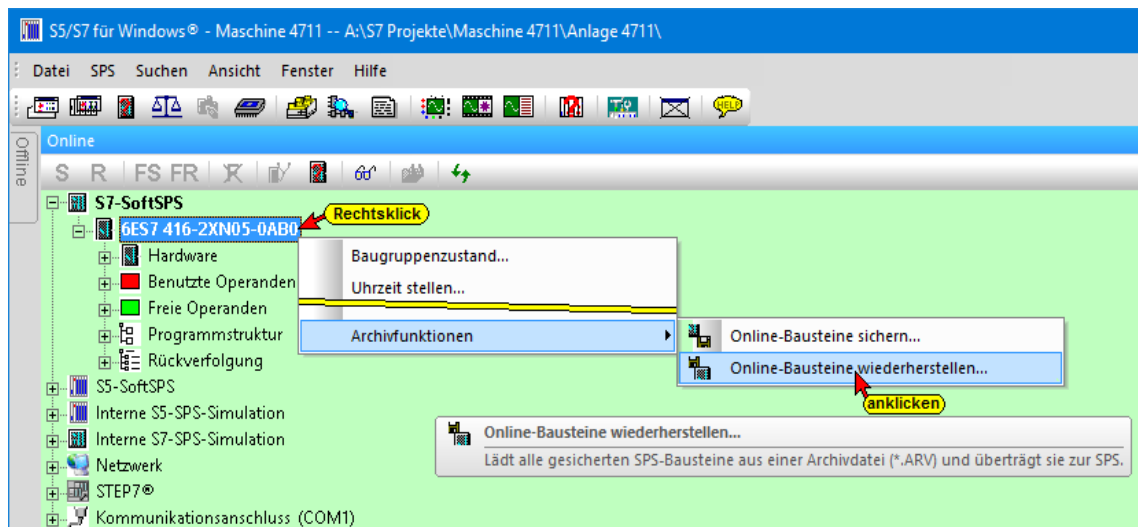 S5/S7 für Windows® - Maschine 4711 -- A:\S7 Projekte\Maschine 4711\Anlage 4711\
Datei SPS Suchen Ansicht Fenster Hilfe
HELP
Offline
Online
S R FS FR
S7-SoftSPS
Rechtsklick
6ES7 416-2XN05-0AB0
Hardware
Baugruppenzustand...
Benutzte Operanden
Uhrzeit stellen...
Freie Operanden
Programmstruktur
Archivfunktionen
Online-Bausteine sichern...
Rückverfolgung
Online-Bausteine wiederherstellen...
S5-SoftSPS
anklicken
Interne S5-SPS-Simulation
Interne S7-SPS-Simulation
Online-Bausteine wiederherstellen...
Lädt alle gesicherten SPS-Bausteine aus einer Archivdatei (*.ARV) und überträgt sie zur SPS.
Netzwerk
STEP7®
Kommunikationsanschluss (COM1)